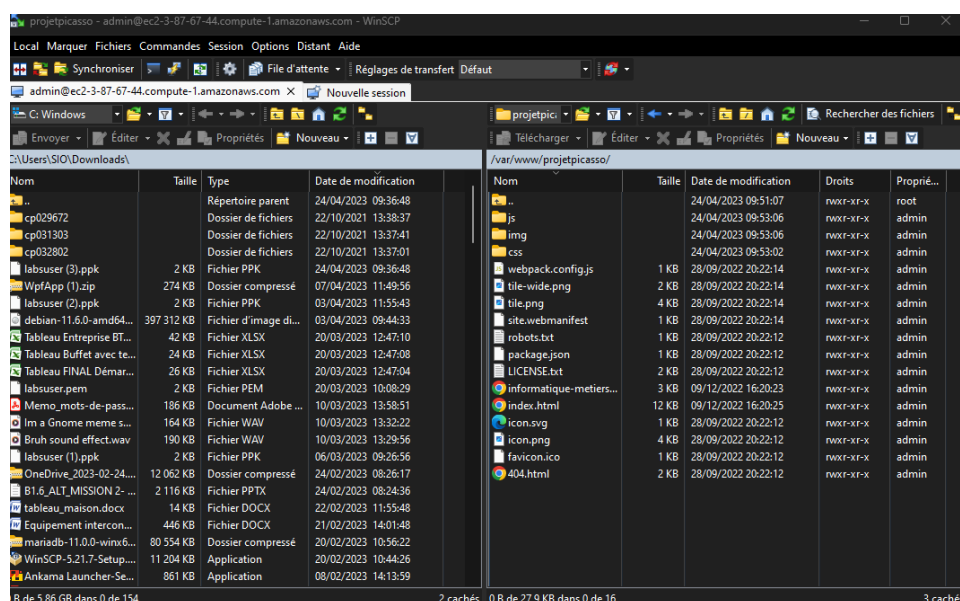 projetpicasso - admin@ec2-3-87-67-44.compute-1.amazonaws.com - WinSCP
Local Marquer Fichiers Commandes Session Options Distant Aide
Synchroniser File d'attente Réglages de transfert Défaut
admin@ec2-3-87-67-44.compute-1.amazonaws.com Nouvelle session
C: Windows projetpic Rechercher des fichiers
Envoyer Éditer Propriétés Nouveau Télécharger Éditer Propriétés Nouveau
C:\Users\SIO\Downloads\ /var/www/projetpicasso/
Nom Taille Type Date de modification Nom Taille Date de modification Droits Proprié...
.. Répertoire parent 24/04/2023 09:36:48 .. 24/04/2023 09:51:07 rwxr-xr-x root
cp029672 Dossier de fichiers 22/10/2021 13:38:37 js 24/04/2023 09:53:06 rwxr-xr-x admin
cp031303 Dossier de fichiers 22/10/2021 13:37:41 img 24/04/2023 09:53:06 rwxr-xr-x admin
cp032802 Dossier de fichiers 22/10/2021 13:37:01 css 24/04/2023 09:53:02 rwxr-xr-x admin
labsuser (3).ppk 2 KB Fichier PPK 24/04/2023 09:36:48 webpack.config.js 1 KB 28/09/2022 20:22:14 rwxr-xr-x admin
WpfApp (1).zip 274 KB Dossier compressé 07/04/2023 11:49:56 tile-wide.png 2 KB 28/09/2022 20:22:14 rwxr-xr-x admin
labsuser (2).ppk 2 KB Fichier PPK 03/04/2023 11:55:43 tile.png 4 KB 28/09/2022 20:22:14 rwxr-xr-x admin
debian-11.6.0-amd64... 397 312 KB Fichier d'image di... 03/04/2023 09:44:33 site.webmanifest 1 KB 28/09/2022 20:22:14 rwxr-xr-x admin
Tableau Entreprise BT... 42 KB Fichier XLSX 20/03/2023 12:47:10 robots.txt 1 KB 28/09/2022 20:22:12 rwxr-xr-x admin
Tableau Buffet avec te... 24 KB Fichier XLSX 20/03/2023 12:47:08 package.json 1 KB 28/09/2022 20:22:12 rwxr-xr-x admin
Tableau FINAL Démar... 26 KB Fichier XLSX 20/03/2023 12:47:04 LICENSE.txt 2 KB 28/09/2022 20:22:12 rwxr-xr-x admin
labsuser.pem 2 KB Fichier PEM 20/03/2023 10:08:29 informatique-metiers... 3 KB 09/12/2022 16:20:23 rwxr-xr-x admin
Memo_mots-de-pass... 186 KB Document Adobe ... 10/03/2023 13:58:51 index.html 12 KB 09/12/2022 16:20:25 rwxr-xr-x admin
Im a Gnome meme s... 164 KB Fichier WAV 10/03/2023 13:32:22 icon.svg 1 KB 28/09/2022 20:22:12 rwxr-xr-x admin
Bruh sound effect.wav 190 KB Fichier WAV 10/03/2023 13:29:56 icon.png 4 KB 28/09/2022 20:22:12 rwxr-xr-x admin
labsuser (1).ppk 2 KB Fichier PPK 06/03/2023 09:26:56 favicon.ico 1 KB 28/09/2022 20:22:12 rwxr-xr-x admin
OneDrive_2023-02-24.... 12 062 KB Dossier compressé 24/02/2023 08:26:17 404.html 2 KB 28/09/2022 20:22:12 rwxr-xr-x admin
B1.6_ALT_MISSION 2- ... 2 116 KB Fichier PPTX 24/02/2023 08:24:36
tableau_maison.docx 14 KB Fichier DOCX 22/02/2023 11:55:48
Equipement intercon... 446 KB Fichier DOCX 21/02/2023 14:01:48
mariadb-11.0.0-winx6... 80 554 KB Dossier compressé 20/02/2023 10:56:22
WinSCP-5.21.7-Setup.... 11 204 KB Application 20/02/2023 10:44:26
Ankama Launcher-Se... 861 KB Application 08/02/2023 14:13:59
B de 5,86 GB dans 0 de 154 2 cachés 0 B de 27,9 KB dans 0 de 16 3 caché